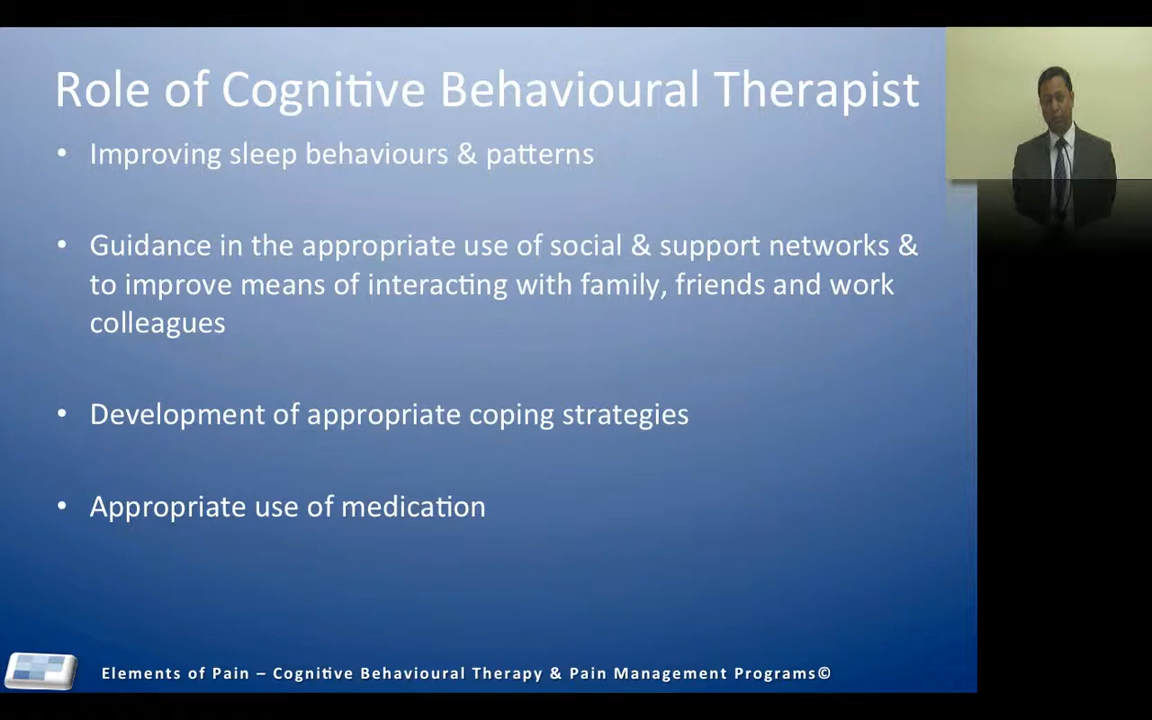 Role of Cognitive Behavioural Therapist
• Improving sleep behaviours & patterns
• Guidance in the appropriate use of social & support networks &
to improve means of interacting with family, friends and work
colleagues
• Development of appropriate coping strategies
• Appropriate use of medication
Elements of Pain – Cognitive Behavioural Therapy & Pain Management Programs©